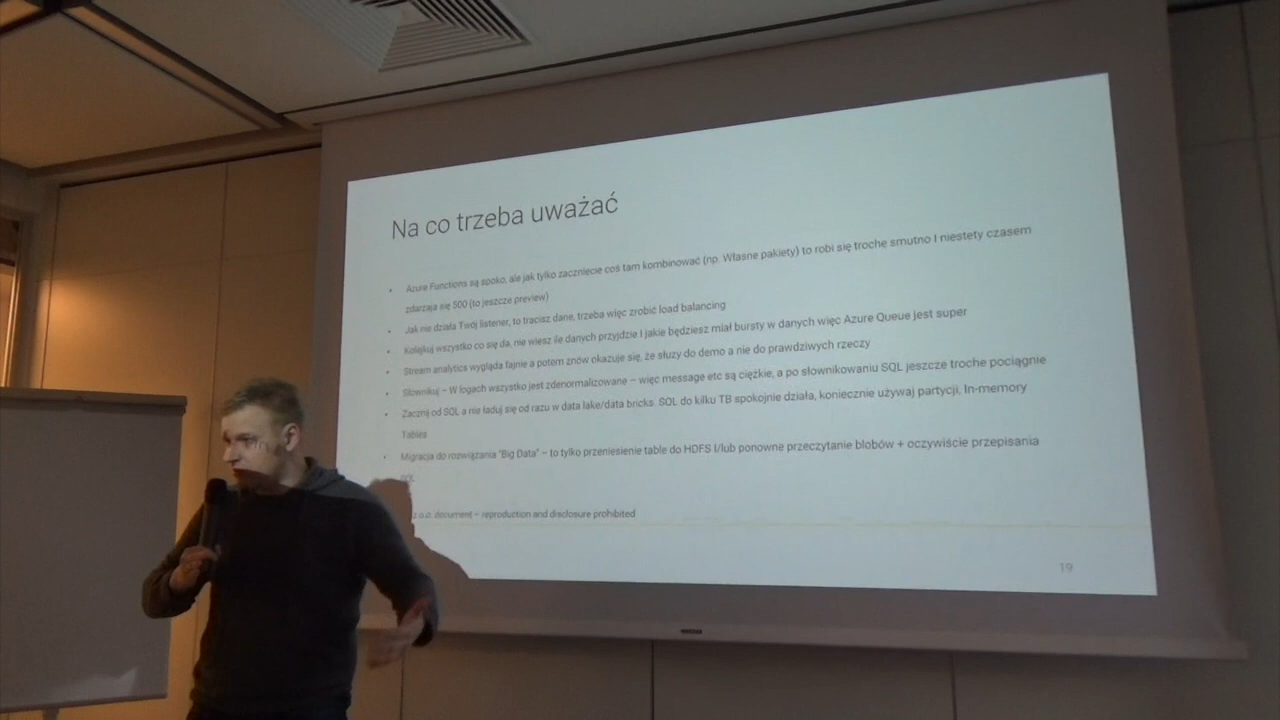 Na co trzeba uważać
Azure Functions są spoko, ale jak tylko zaczniecie coś tam kombinować (np. Własne pakiety) to robi się troche smutno I niestety czasem
zdarzają się 500 (to jeszcze preview)
Jak nie działa Twój listener, to tracisz dane, trzeba więc zrobić load balancing
Kolejkuj wszystko co się da, nie wiesz ile danych przyjdzie I jakie będziesz miał bursty w danych więc Azure Queue jest super
Stream analytics wygląda fajnie a potem znów okazuje się, że służy do demo a nie do prawdziwych rzeczy
Słownikuj – W logach wszystko jest zdenormalizowane – więc message etc są ciężkie, a po słownikowaniu SQL jeszcze troche pociągnie
Zacznij od SQL a nie ładuj się od razu w data lake/data bricks. SQL do kilku TB spokojnie działa, koniecznie używaj partycji, In-memory
Tables
Migracja do rozwiązania "Big Data" – to tylko przeniesienie table do HDFS I/lub ponowne przeczytanie blobów + oczywiście przepisania
SQL
z o.o. document – reproduction and disclosure prohibited
19